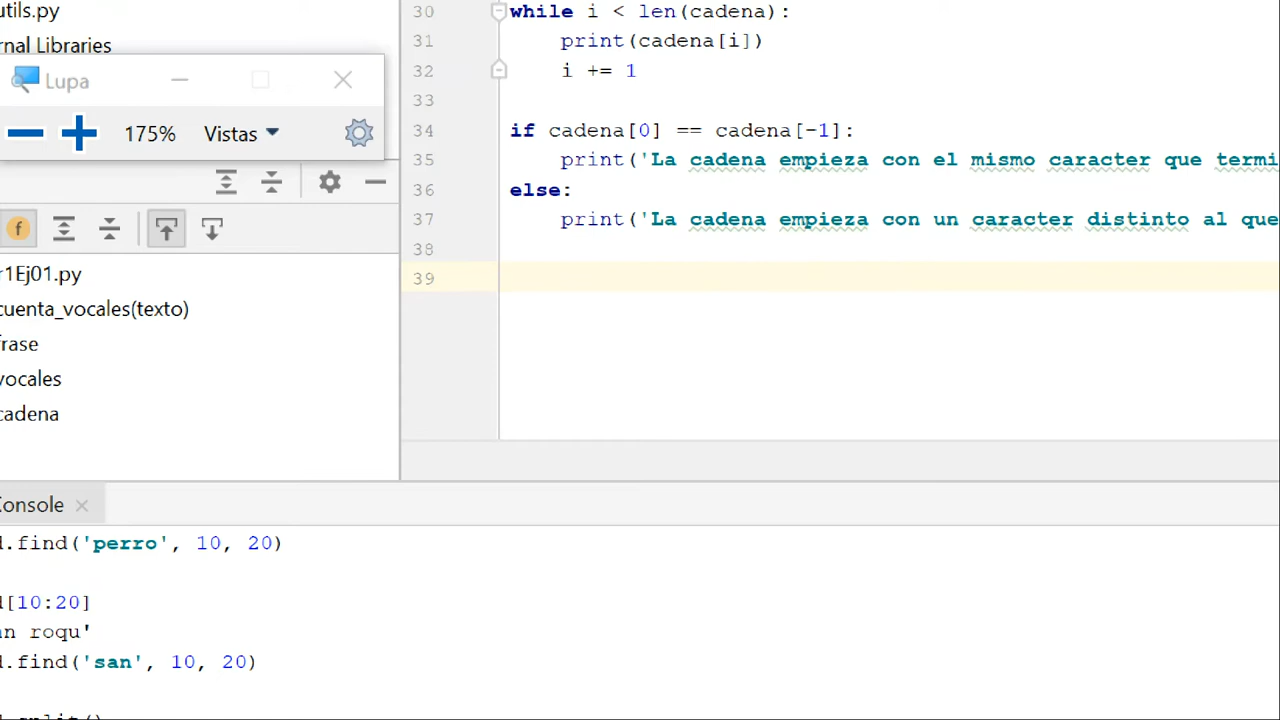 utils.py
rnal Libraries
Lupa
175%
Vistas
r1Ej01.py
cuenta_vocales(texto)
frase
vocales
cadena
30 while i < len(cadena):
31 print(cadena[i])
32 i += 1
33
34 if cadena[0] == cadena[-1]:
35 print('La cadena empieza con el mismo caracter que termi
36 else:
37 print('La cadena empieza con un caracter distinto al que
38
39
Console
d.find('perro', 10, 20)
d[10:20]
an roqu'
d.find('san', 10, 20)
d.split()